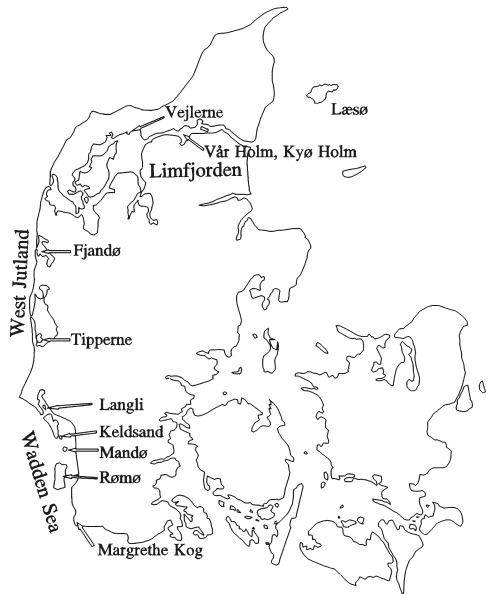 Læsø
Vejlerne
Vår Holm, Kyø Holm
Limfjorden
Fjandø
West Jutland
Tipperne
Langli
Keldsand
Mandø
Rømø
Wadden Sea
Margrethe Kog